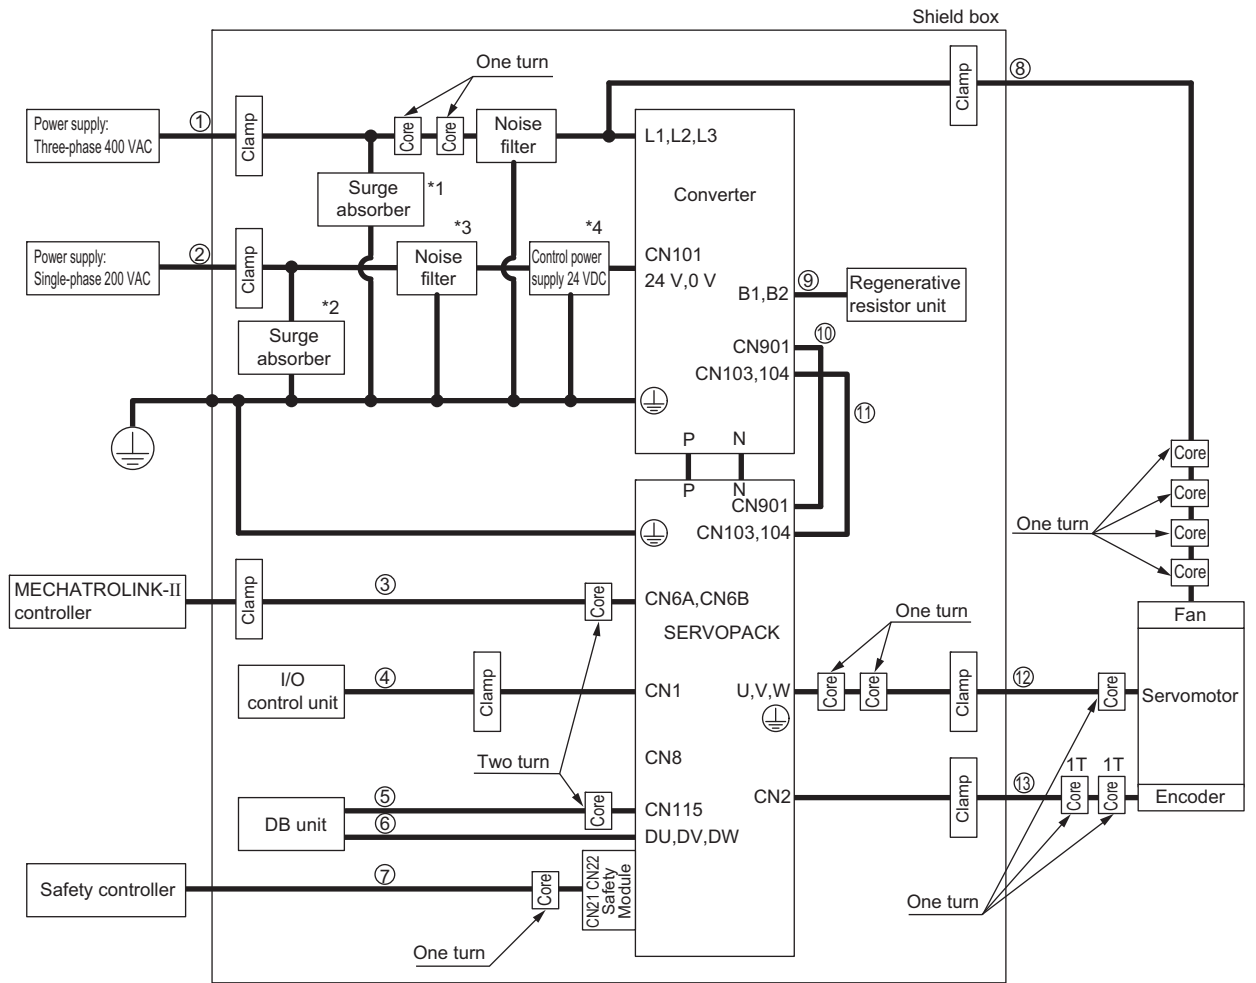 Shield box
One turn
⑧
Clamp
Power supply:
Three-phase 400 VAC
①
Clamp
Core
Core
Noise
filter
L1,L2,L3
Converter
Surge
absorber
*1
*3
*4
Power supply:
Single-phase 200 VAC
②
Clamp
Noise
filter
Control power
supply 24 VDC
CN101
24 V,0 V
B1,B2
⑨
Regenerative
resistor unit
*2
Surge
absorber
CN901
⑩
CN103,104
⑪
P
N
P
N
CN901
CN103,104
Core
Core
Core
Core
One turn
MECHATROLINK-II
controller
Clamp
③
Core
CN6A,CN6B
SERVOPACK
One turn
Fan
I/O
control unit
④
Clamp
CN1
U,V,W
Core
Core
Clamp
⑫
Core
Servomotor
Two turn
CN8
DB unit
⑤
⑥
Core
CN115
DU,DV,DW
CN2
Clamp
⑬
1T
1T
Core
Core
Encoder
Safety controller
⑦
Core
CN21 CN22
Safety
Module
One turn
One turn